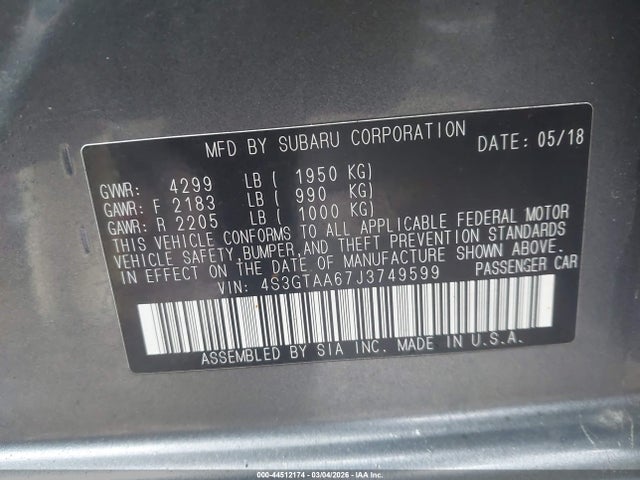 MFD BY SUBARU CORPORATION DATE: 05/18
GVWR: 4299 LB ( 1950 KG)
GAWR: F 2183 LB ( 990 KG)
GAWR: R 2205 LB ( 1000 KG)
THIS VEHICLE CONFORMS TO ALL APPLICABLE FEDERAL MOTOR
VEHICLE SAFETY, BUMPER, AND THEFT PREVENTION STANDARDS
IN EFFECT ON THE DATE OF MANUFACTURE SHOWN ABOVE.
VIN: 4S3GTAA67J3749599 PASSENGER CAR
ASSEMBLED BY SIA INC. MADE IN U.S.A.
000-44512174 | 03/04/2026 - IAAI Inc.